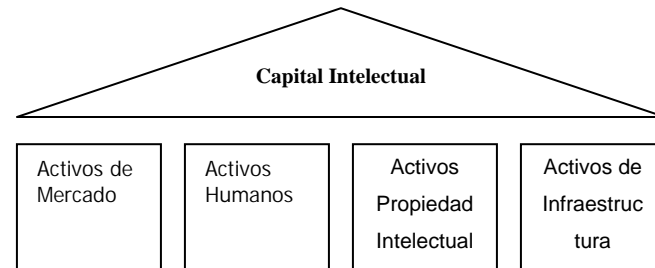 Capital Intelectual
Activos de
Mercado
Activos
Humanos
Activos
Propiedad
Intelectual
Activos de
Infraestruc
tura